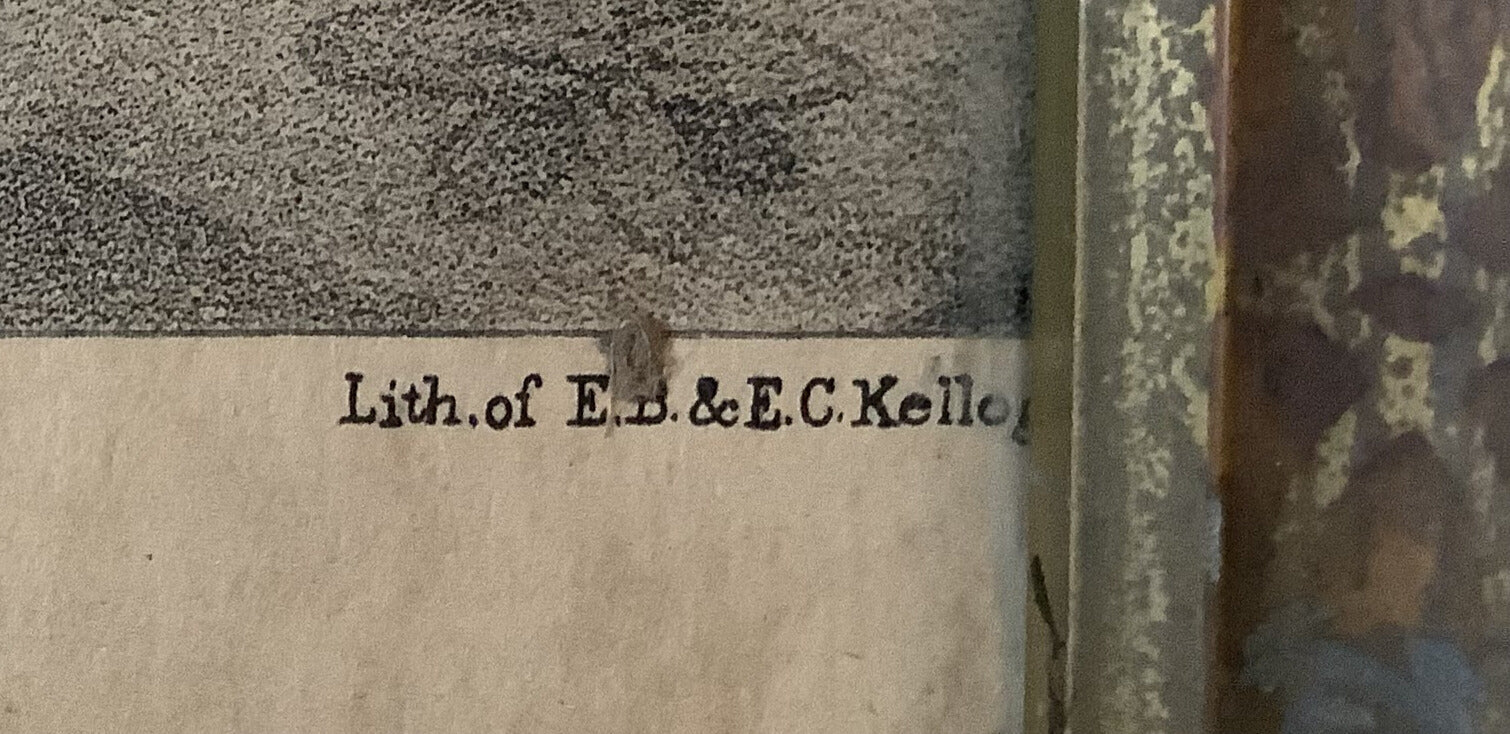 Lith. of E.B. & E.C. Kello